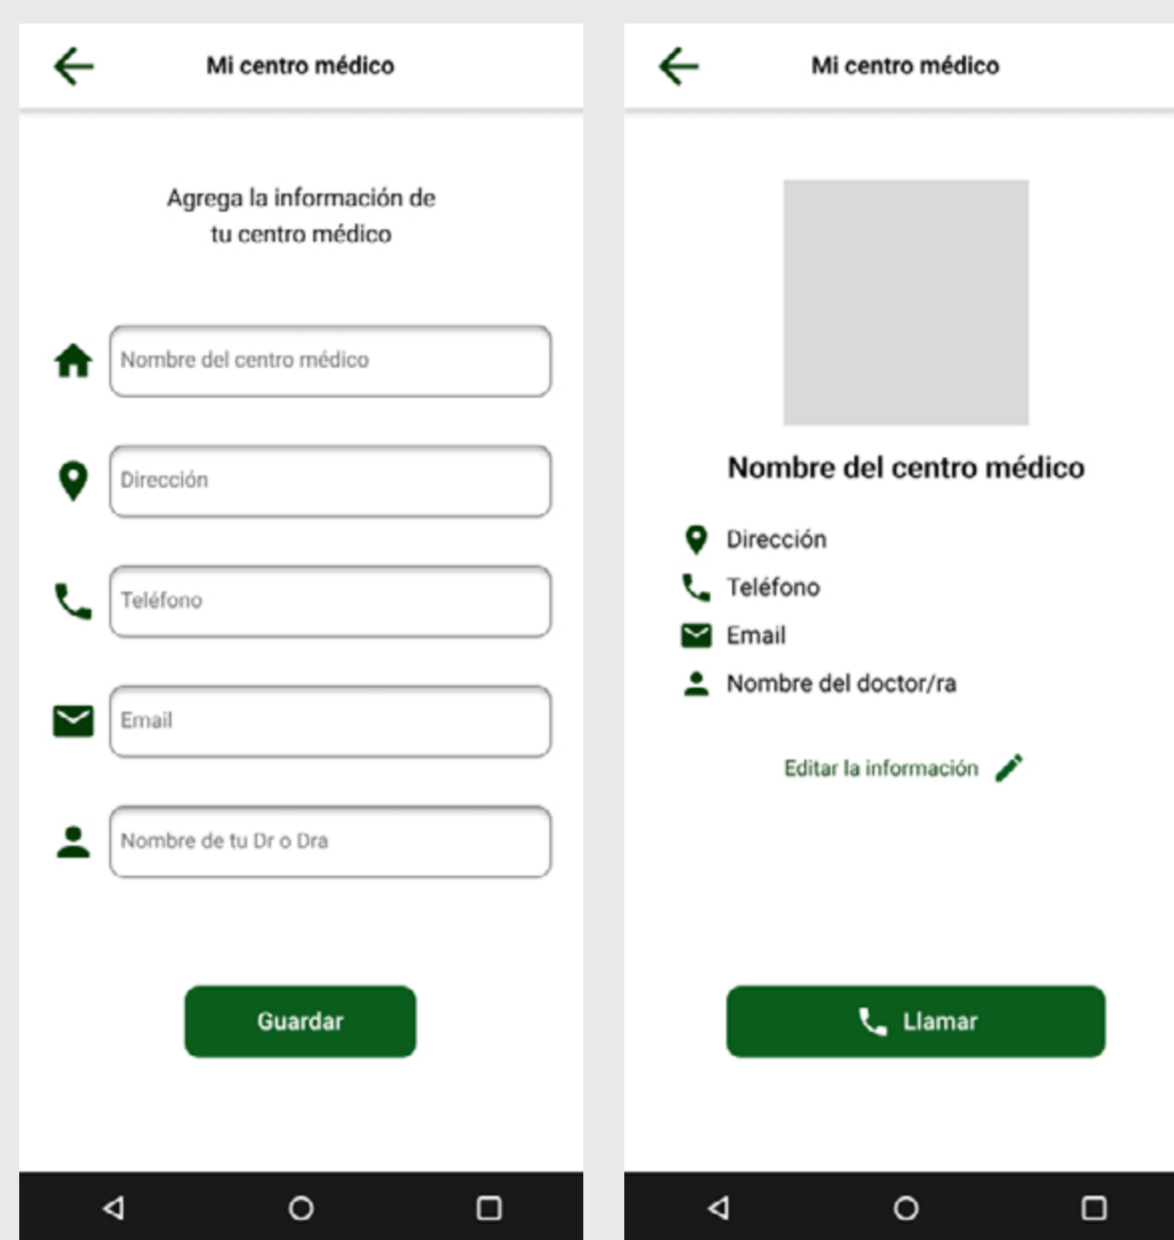 Mi centro médico
Agrega la información de
tu centro médico
Nombre del centro médico
Dirección
Teléfono
Email
Nombre de tu Dr o Dra
Guardar
Mi centro médico
Nombre del centro médico
Dirección
Teléfono
Email
Nombre del doctor/ra
Editar la información
Llamar